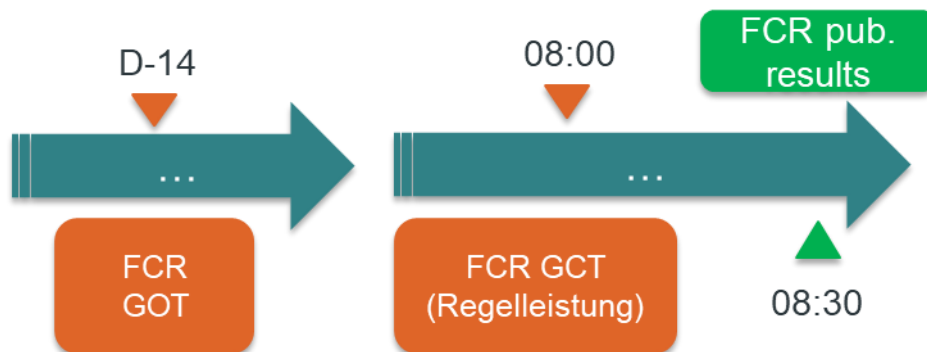 D-14
...
FCR
GOT
08:00
...
FCR GCT
(Regelleistung)
FCR pub.
results
08:30